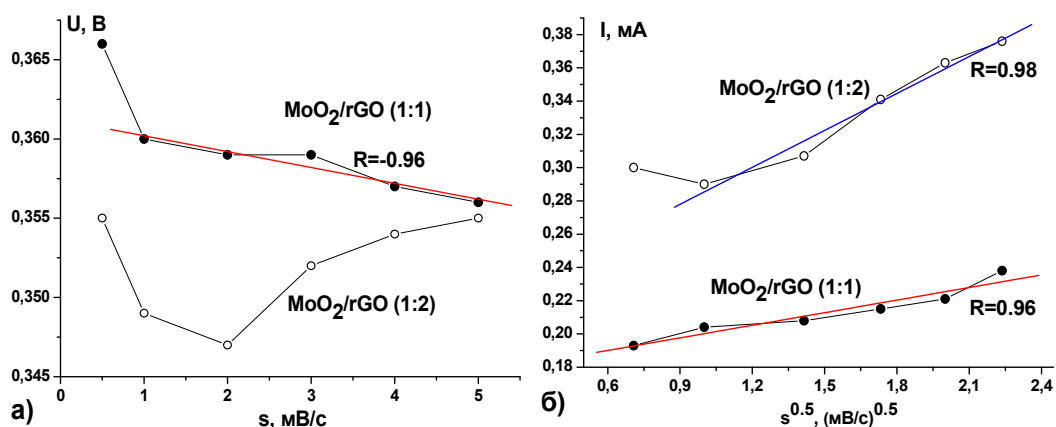 U, В
0,365
0,360
0,355
0,350
0,345
MoO2/rGO (1:1)
R=-0.96
MoO2/rGO (1:2)
0 1 2 3 4 5
s, мВ/с
а)
I, мА
0,38
0,36
0,34
0,32
0,30
0,28
0,26
0,24
0,22
0,20
0,18
MoO2/rGO (1:2)
R=0.98
MoO2/rGO (1:1)
R=0.96
0,6 0,9 1,2 1,5 1,8 2,1 2,4
s^0.5, (мВ/с)^0.5
б)